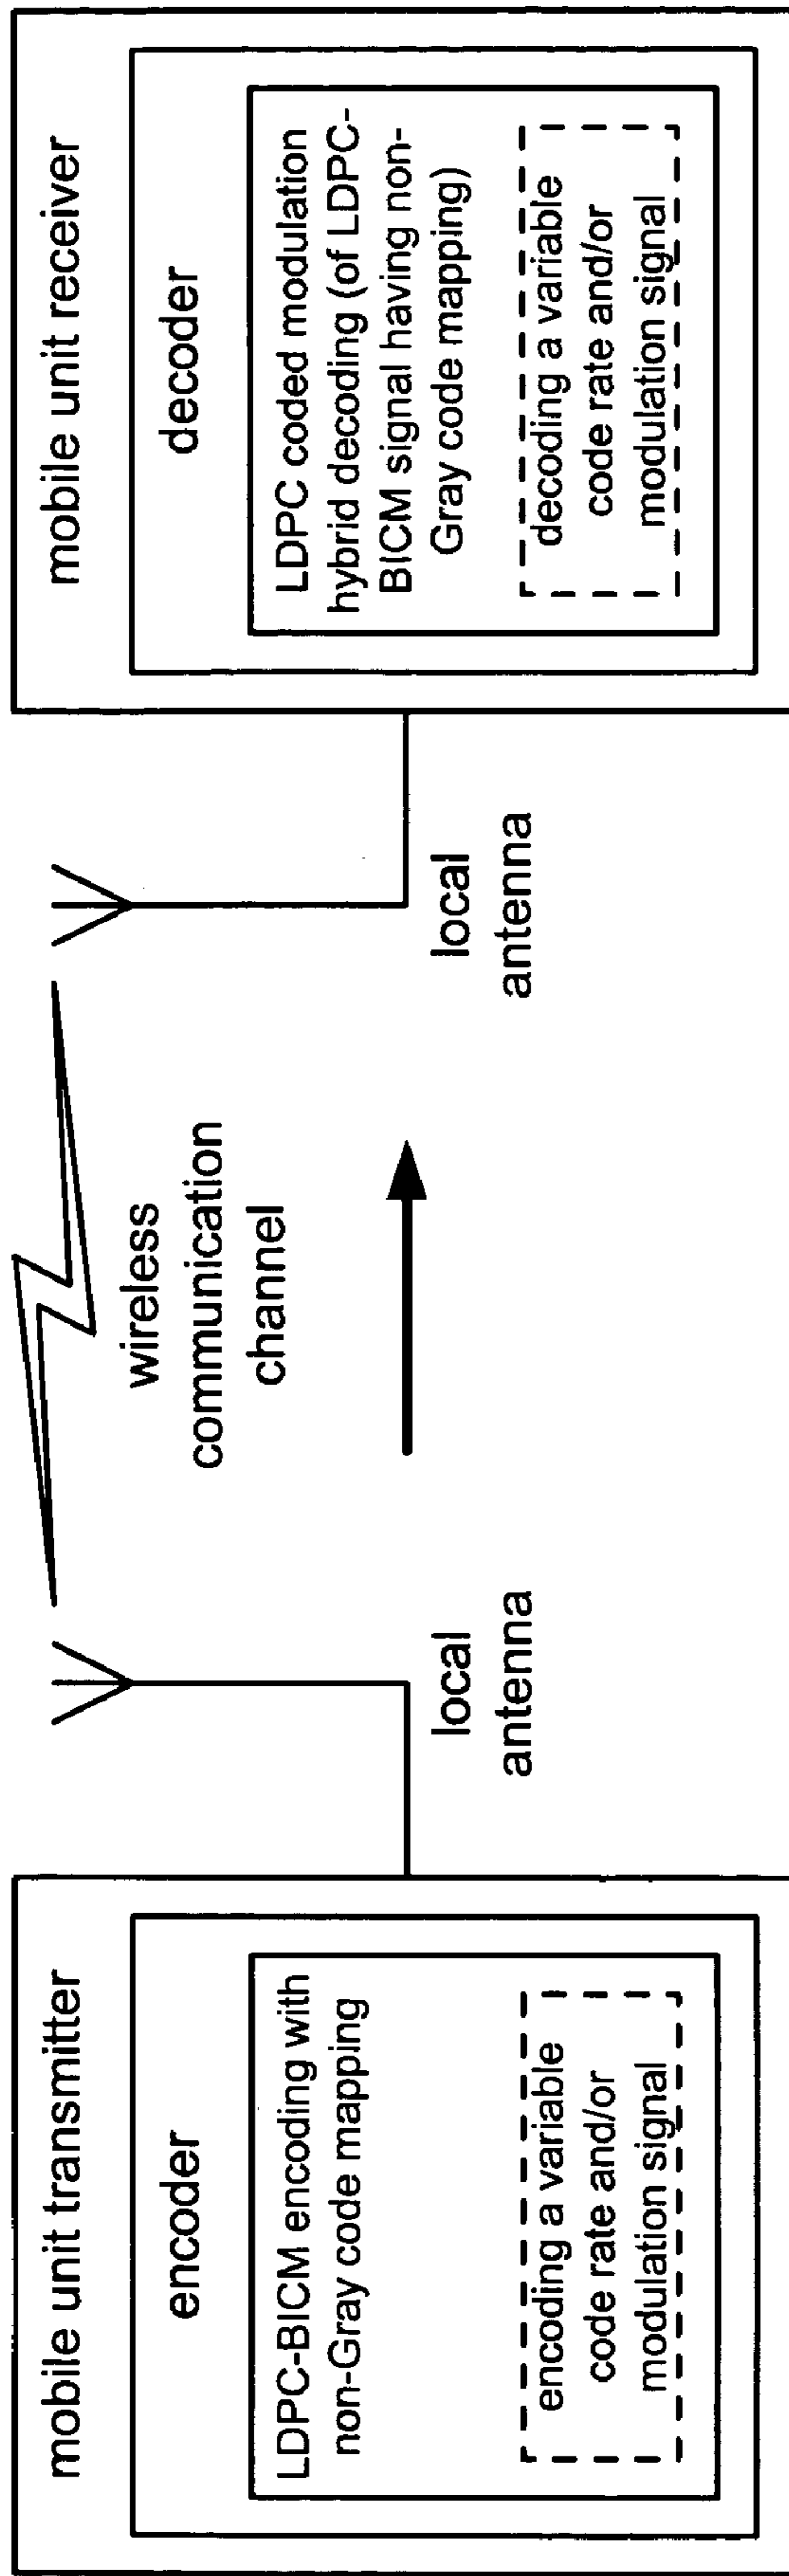 mobile unit transmitter
encoder
LDPC-BICM encoding with
non-Gray code mapping
encoding a variable
code rate and/or
modulation signal
local
antenna
wireless
communication
channel
local
antenna
mobile unit receiver
decoder
LDPC coded modulation
hybrid decoding (of LDPC-
BICM signal having non-
Gray code mapping)
decoding a variable
code rate and/or
modulation signal